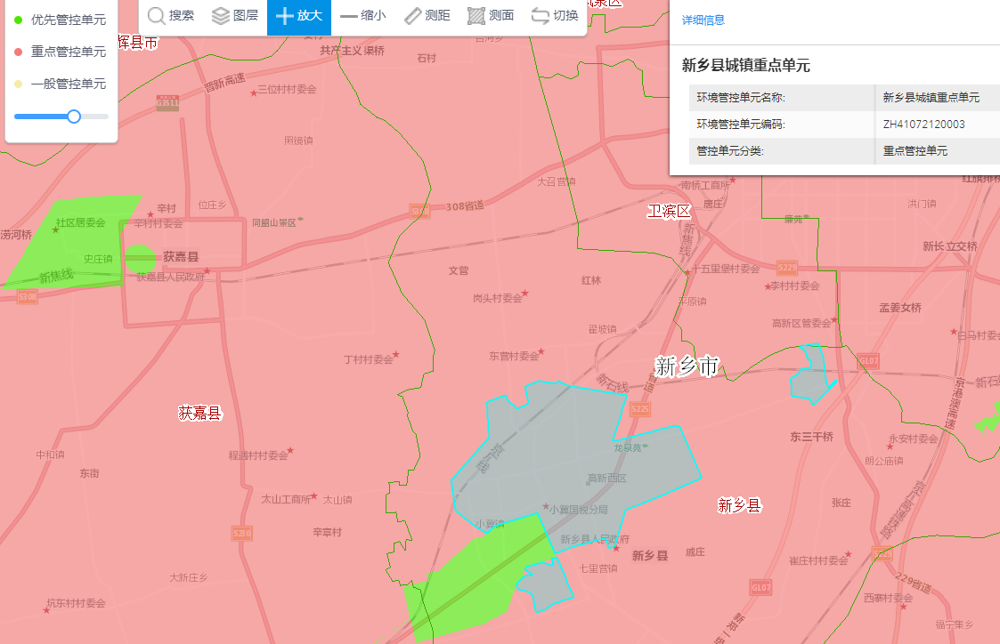 优先管控单元
重点管控单元
一般管控单元
搜索
图层
放大
缩小
测距
测面
切换
详细信息
新乡县城镇重点单元
环境管控单元名称:
新乡县城镇重点单元
环境管控单元编码:
ZH41072120003
管控单元分类:
重点管控单元
辉县市
共产主义渠桥
石村
晋新高速
三位村村委会
G3511
照镜镇
大召营镇
南桥工商所
唐庄
卫滨区
洪门镇
位庄乡
辛村
辛村村委会
308省道
同盟山景区
社区居委会
史庄镇
获嘉县
获嘉县人民政府
新焦线
新焦线
S308
文营
红林
岗头村委会
十五里堡村委会
S229
李村村委会
新长立交桥
孟姜女桥
平原镇
高新区管委会
翟坡镇
丁村村委会
东营村委会
新乡市
G107
新石线
S225
京港澳高速
获嘉县
中和镇
东街
程遇村村委会
龙泉苑
东三干桥
永安村委会
朗公庙镇
高新西区
太山工商所
太山镇
小冀国税分局
新乡县
张庄
小冀镇
辛章村
S230
新乡县人民政府
新乡县
戚庄
七里营镇
崔庄村村委会
大新庄乡
229省道
G107
西寨村委会
坑东村村委会
福宁集乡